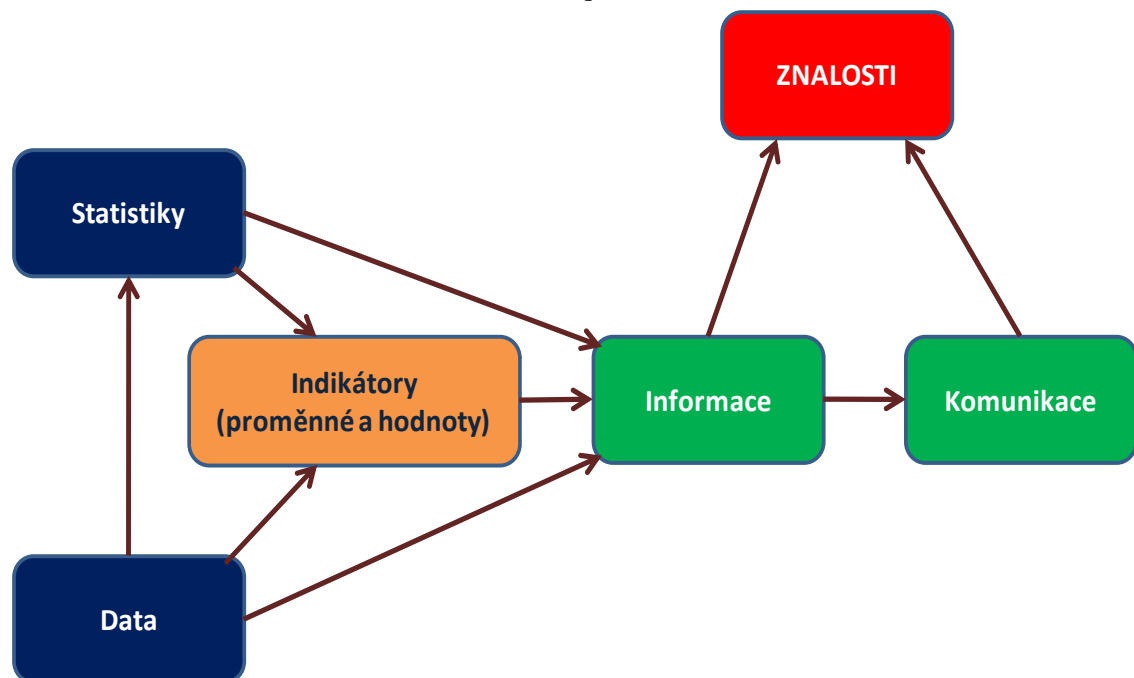 ZNALOSTI
Statistiky
Indikátory
(proměnné a hodnoty)
Informace
Komunikace
Data